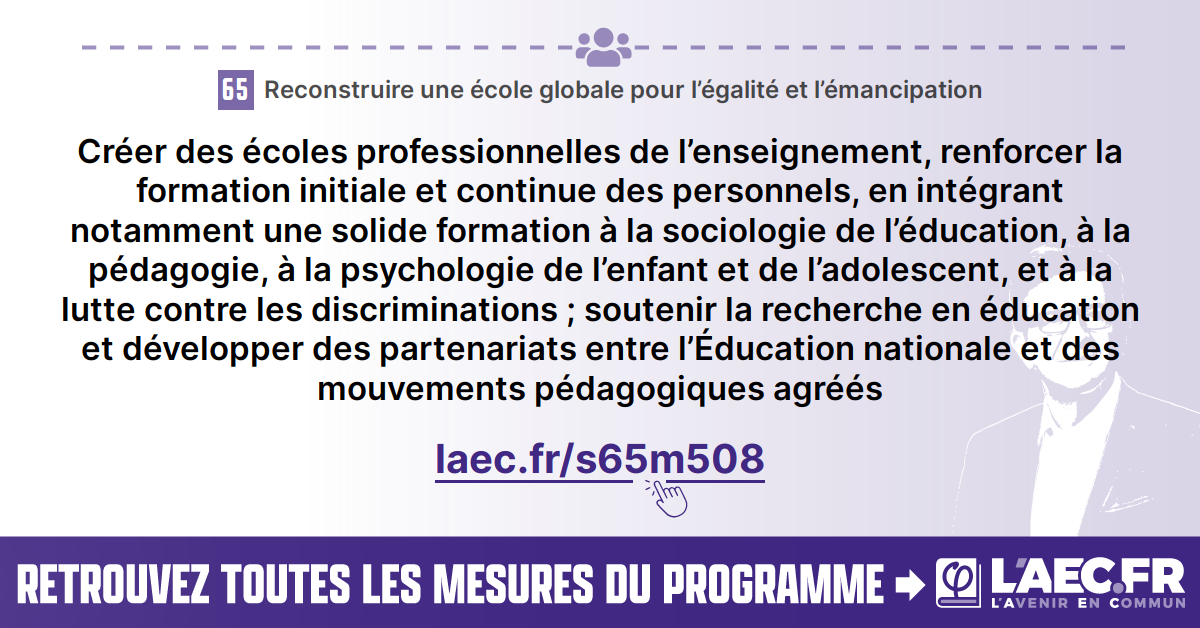 65 Reconstruire une école globale pour l’égalité et l’émancipation
Créer des écoles professionnelles de l’enseignement, renforcer la
formation initiale et continue des personnels, en intégrant
notamment une solide formation à la sociologie de l’éducation, à la
pédagogie, à la psychologie de l’enfant et de l’adolescent, et à la
lutte contre les discriminations ; soutenir la recherche en éducation
et développer des partenariats entre l’Éducation nationale et des
mouvements pédagogiques agréés
laec.fr/s65m508
RETROUVEZ TOUTES LES MESURES DU PROGRAMME
L’AEC.FR
L’AVENIR EN COMMUN